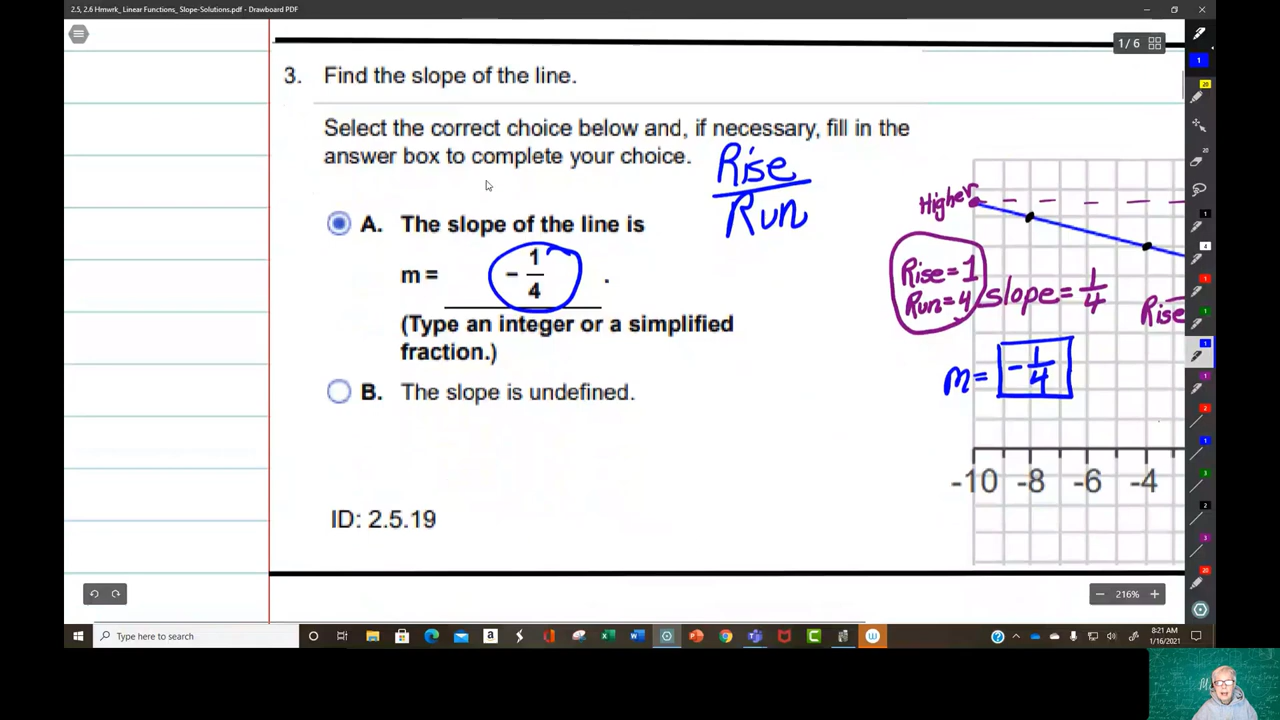 2.5, 2.6 Hmwrk_ Linear Functions_ Slope-Solutions.pdf - Drawboard PDF
1/6
3. Find the slope of the line.
Select the correct choice below and, if necessary, fill in the
answer box to complete your choice.
Rise
Run
A. The slope of the line is
m = - 1/4 .
(Type an integer or a simplified
fraction.)
B. The slope is undefined.
ID: 2.5.19
Higher
Rise = 1
Run = 4
slope = 1/4
Rise
m = - 1/4
-10 -8 -6 -4
216%
Type here to search
8:21 AM
1/16/2021